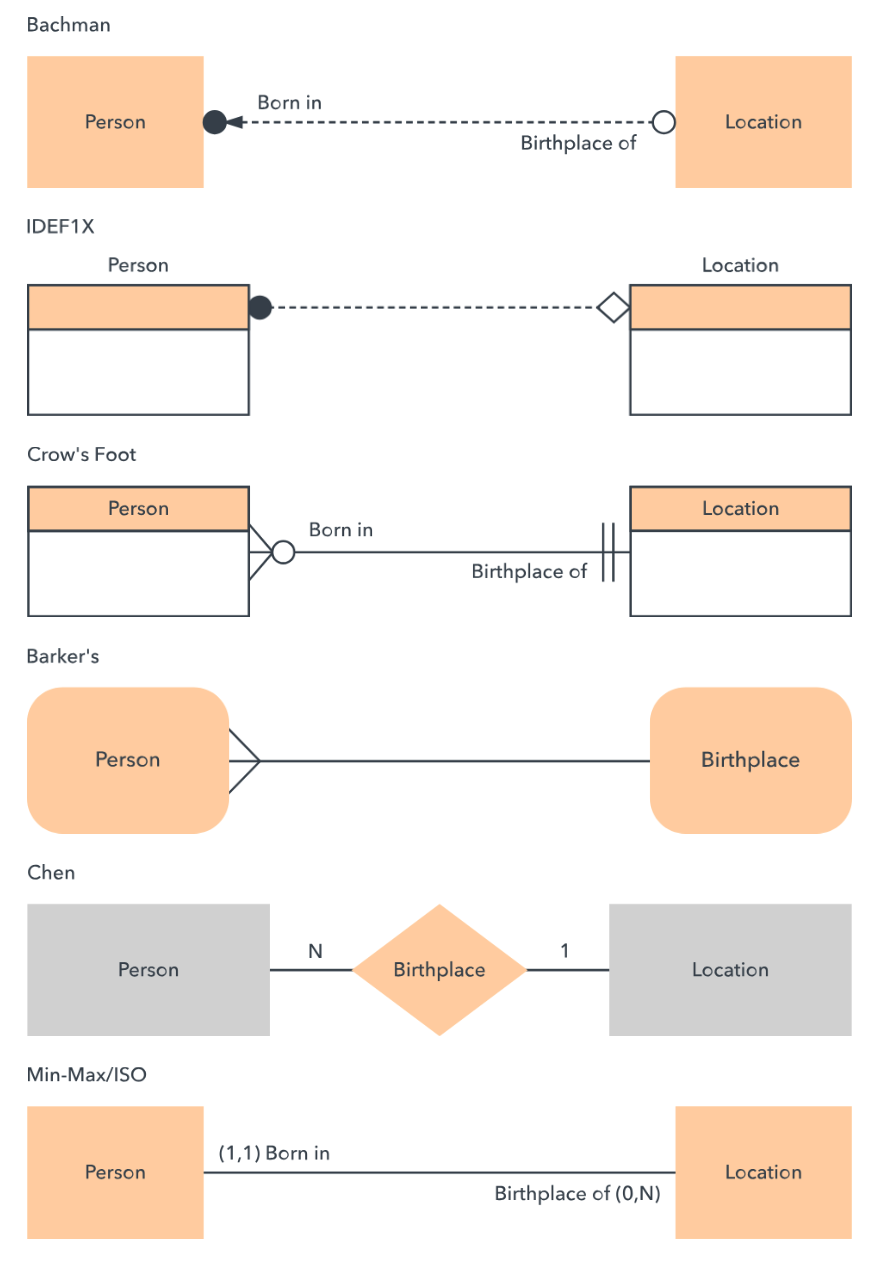 Bachman
Person
Born in
Birthplace of
Location
IDEF1X
Person
Location
Crow's Foot
Person
Born in
Birthplace of
Location
Barker's
Person
Birthplace
Chen
Person
N
Birthplace
1
Location
Min-Max/ISO
Person
(1,1) Born in
Birthplace of (0,N)
Location